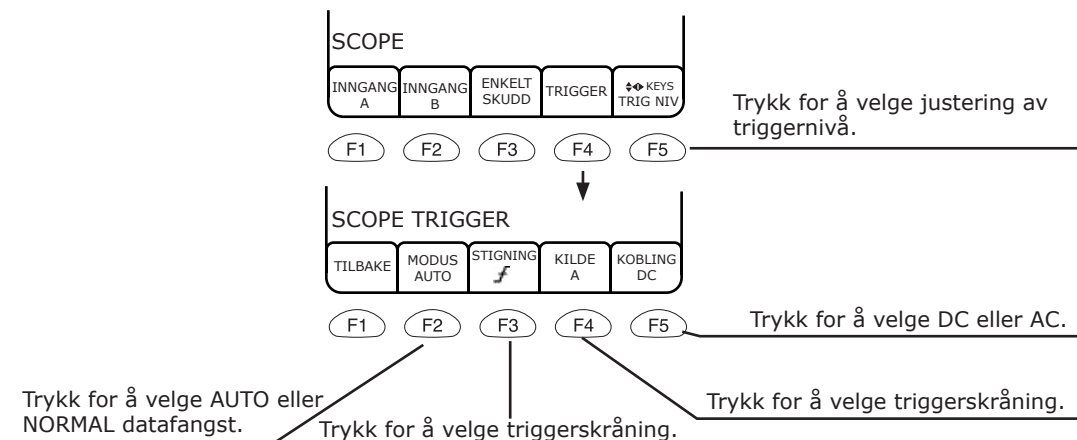 SCOPE
INNGANG
A
INNGANG
B
ENKELT
SKUDD
TRIGGER
KEYS
TRIG NIV
F1
F2
F3
F4
F5
Trykk for å velge justering av
triggernivå.
SCOPE TRIGGER
TILBAKE
MODUS
AUTO
STIGNING
KILDE
A
KOBLING
DC
F1
F2
F3
F4
F5
Trykk for å velge DC eller AC.
Trykk for å velge triggerskråning.
Trykk for å velge triggerskråning.
Trykk for å velge AUTO eller
NORMAL datafangst.